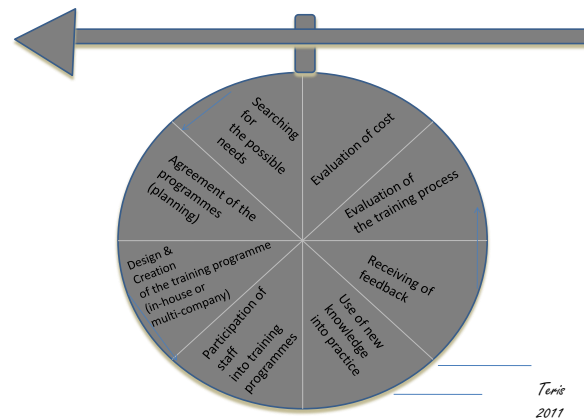 Searching
for
the possible
needs
Evaluation of cost
Agreement of the
programmes
(planning)
Evaluation of
the training process
Design &
Creation
of the training programme
(in-house or
multi-company)
Receiving of
feedback
Participation of
staff
into training
programmes
Use of new
knowledge
into practice
Teris
2011